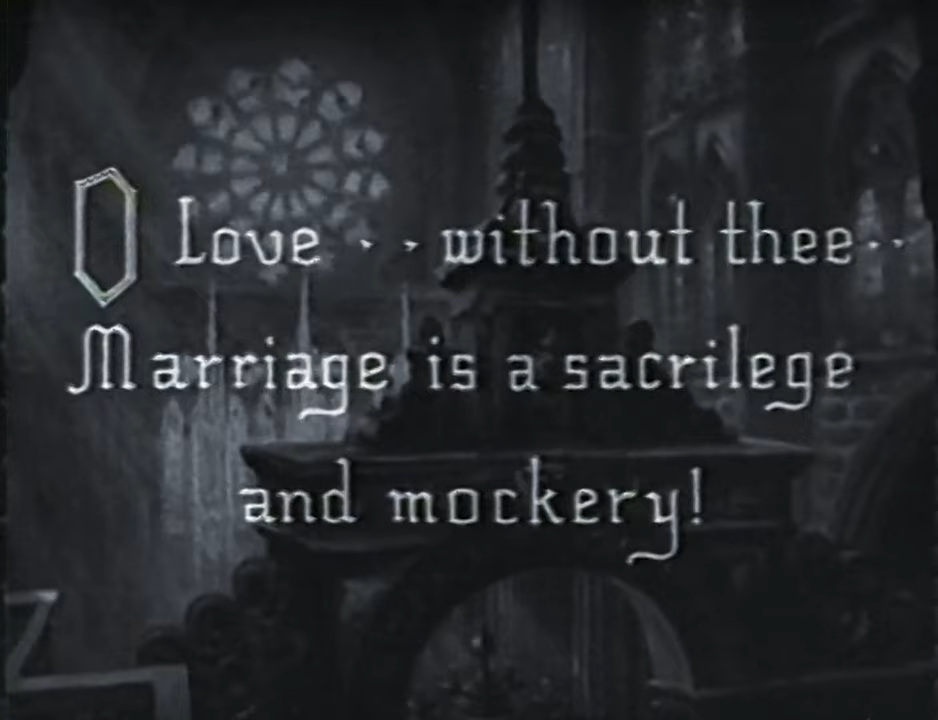 O Love · · without thee · ·
Marriage is a sacrilege
and mockery!